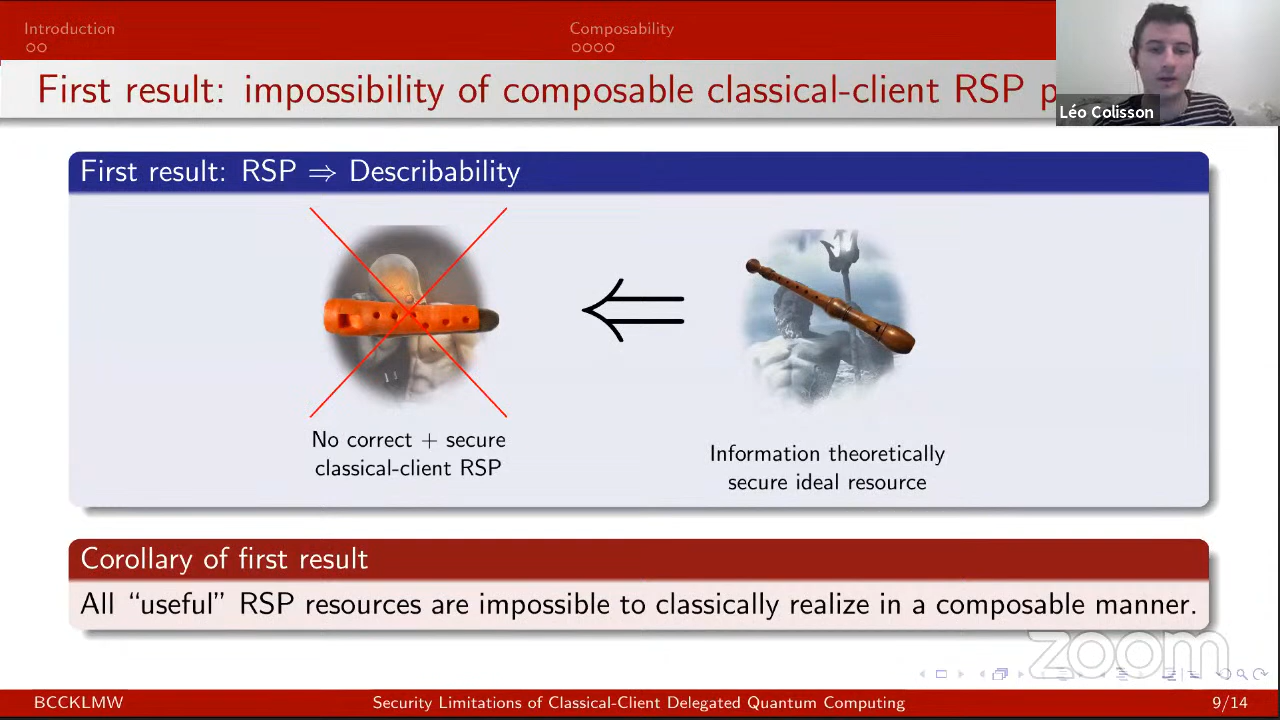 Introduction
Composability
First result: impossibility of composable classical-client RSP p
Léo Colisson
First result: RSP ⇒ Describability
No correct + secure
classical-client RSP
Information theoretically
secure ideal resource
Corollary of first result
All “useful” RSP resources are impossible to classically realize in a composable manner.
zoom
BCCKLMW
Security Limitations of Classical-Client Delegated Quantum Computing
9/14